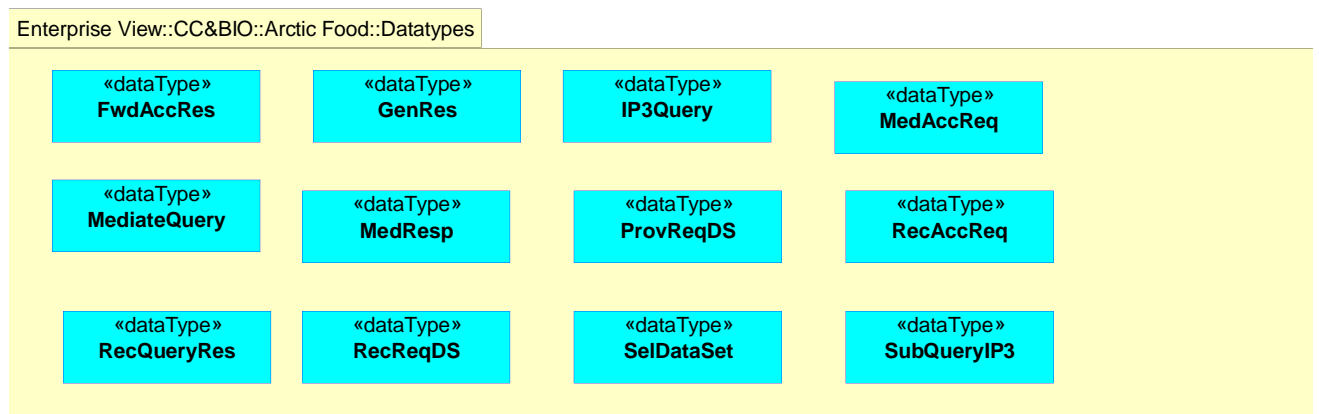 Enterprise View::CC&BIO::Arctic Food::Datatypes
«dataType»
FwdAccRes
«dataType»
GenRes
«dataType»
IP3Query
«dataType»
MedAccReq
«dataType»
MediateQuery
«dataType»
MedResp
«dataType»
ProvReqDS
«dataType»
RecAccReq
«dataType»
RecQueryRes
«dataType»
RecReqDS
«dataType»
SelDataSet
«dataType»
SubQueryIP3